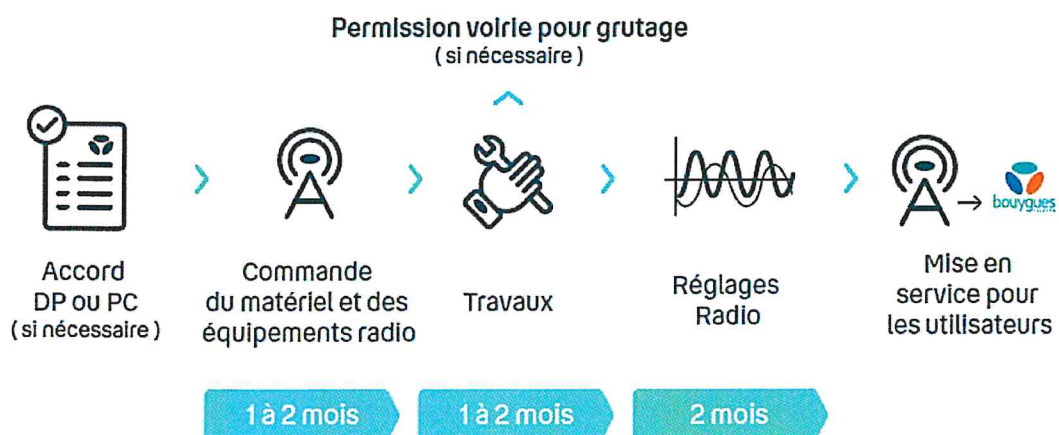 Permission voirie pour grutage
( si nécessaire )
Accord
DP ou PC
( si nécessaire )
Commande
du matériel et des
équipements radio
Travaux
Réglages
Radio
bouygues
Mise en
service pour
les utilisateurs
1 à 2 mois
1 à 2 mois
2 mois